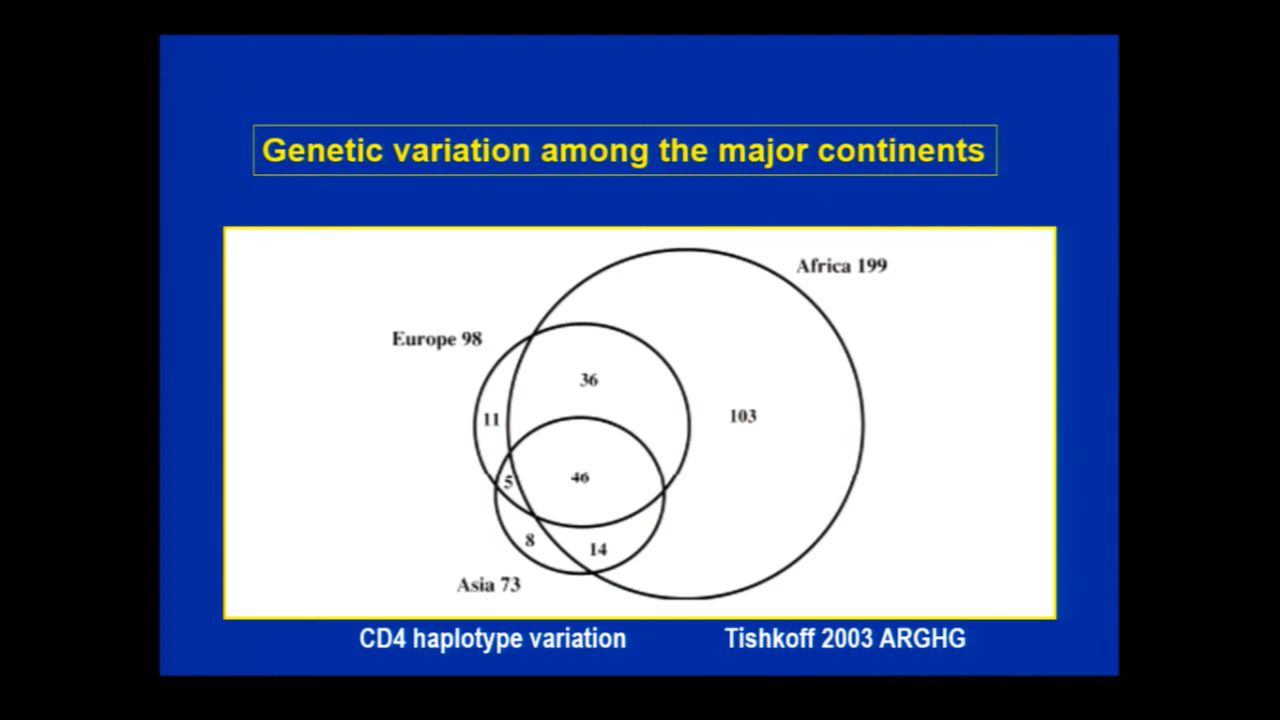 Genetic variation among the major continents
Africa 199
Europe 98
36
11
103
46
5
8
14
Asia 73
CD4 haplotype variation
Tishkoff 2003 ARGHG